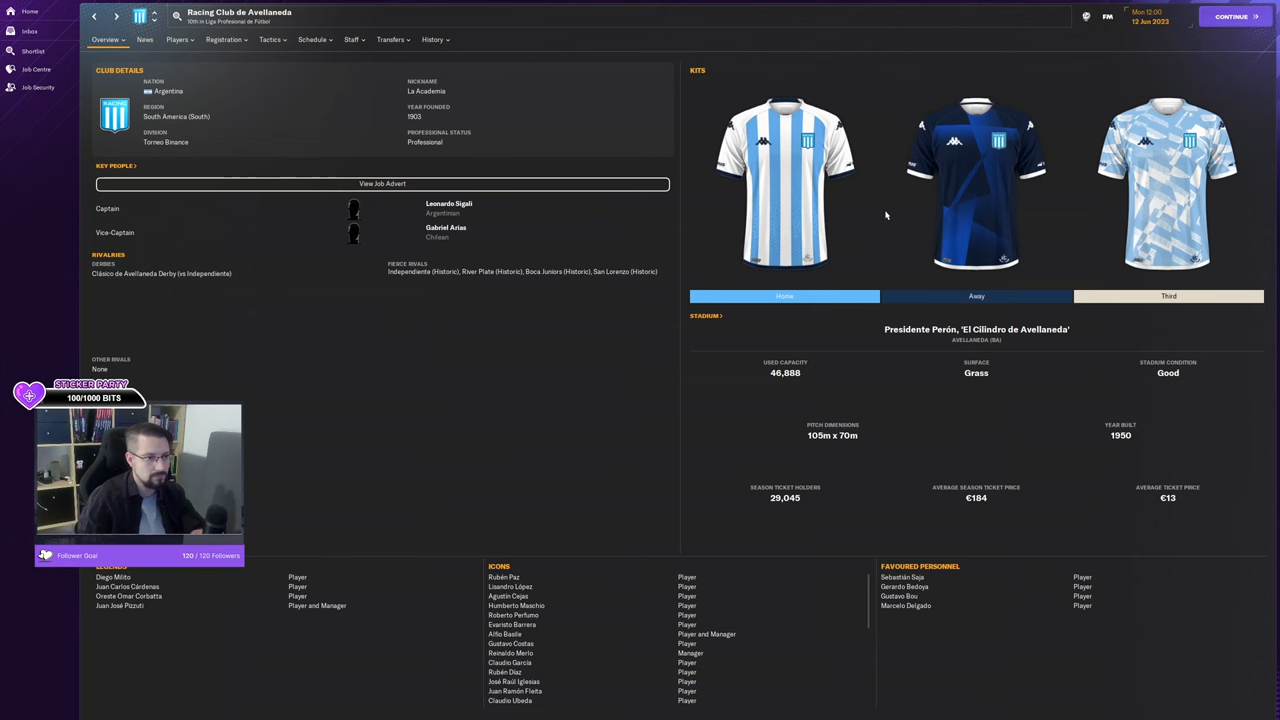 Home
Inbox
Shortlist
Job Centre
Job Security
Racing Club de Avellaneda
10th in Liga Profesional de Fútbol
FM
Mon 12:00
12 Jun 2023
CONTINUE
Overview
News
Players
Registration
Tactics
Schedule
Staff
Transfers
History
CLUB DETAILS
NATION
Argentina
NICKNAME
La Academia
REGION
South America (South)
YEAR FOUNDED
1903
DIVISION
Torneo Binance
PROFESSIONAL STATUS
Professional
RACING
KEY PEOPLE >
View Job Advert
Captain
Leonardo Sigali
Argentinian
Vice-Captain
Gabriel Arias
Chilean
RIVALRIES
DERBIES
Clásico de Avellaneda Derby (vs Independiente)
FIERCE RIVALS
Independiente (Historic), River Plate (Historic), Boca Juniors (Historic), San Lorenzo (Historic)
OTHER RIVALS
None
KITS
Home
Away
Third
STADIUM >
Presidente Perón, 'El Cilindro de Avellaneda'
AVELLANEDA (BA)
USED CAPACITY
46,888
SURFACE
Grass
STADIUM CONDITION
Good
PITCH DIMENSIONS
105m x 70m
YEAR BUILT
1950
SEASON TICKET HOLDERS
29,045
AVERAGE SEASON TICKET PRICE
€184
AVERAGE TICKET PRICE
€13
STICKER PARTY
100/1000 BITS
Follower Goal
120 / 120 Followers
LEGENDS
Diego Milito Player
Juan Carlos Cárdenas Player
Oreste Omar Corbatta Player
Juan José Pizzuti Player and Manager
ICONS
Rubén Paz Player
Lisandro López Player
Agustín Cejas Player
Humberto Maschio Player
Roberto Perfumo Player
Evaristo Barrera Player
Alfio Basile Player and Manager
Gustavo Costas Player
Reinaldo Merlo Manager
Claudio García Player
Rubén Díaz Player
José Raúl Iglesias Player
Juan Ramón Fleita Player
Claudio Úbeda Player
FAVOURED PERSONNEL
Sebastián Saja Player
Gerardo Bedoya Player
Gustavo Bou Player
Marcelo Delgado Player